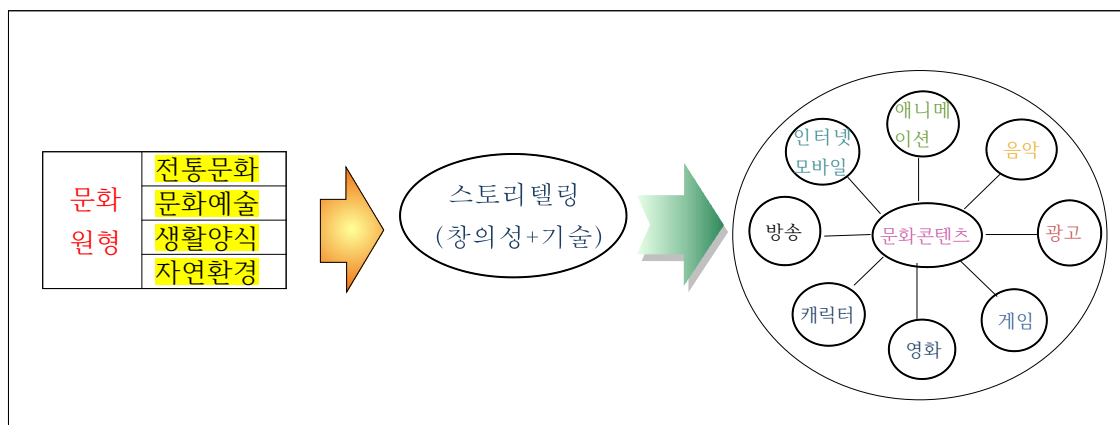 문화
원형
전통문화
문화예술
생활양식
자연환경
스토리텔링
(창의성+기술)
애니메
이션
인터넷
모바일
음악
방송
문화콘텐츠
광고
캐릭터
영화
게임